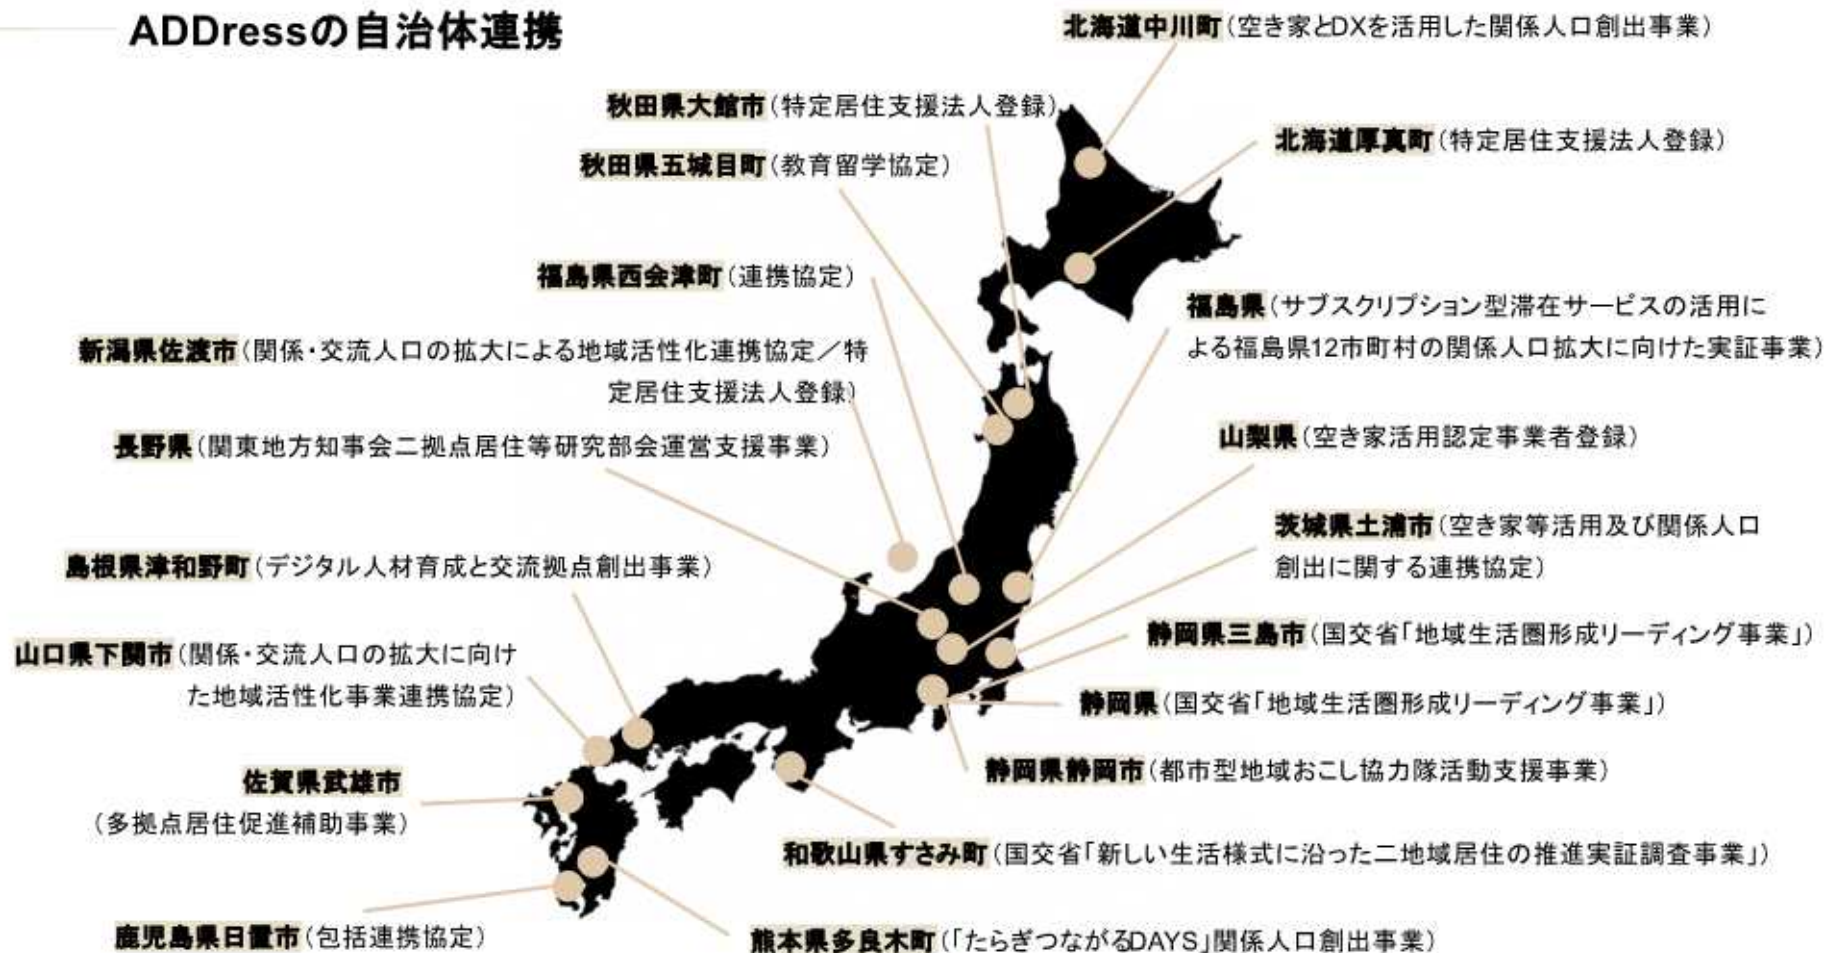 ADDressの自治体連携
北海道中川町(空き家とDXを活用した関係人口創出事業)
秋田県大館市(特定居住支援法人登録)
北海道厚真町(特定居住支援法人登録)
秋田県五城目町(教育留学協定)
福島県西会津町(連携協定)
福島県(サブスクリプション型滞在サービスの活用に
よる福島県12市町村の関係人口拡大に向けた実証事業)
新潟県佐渡市(関係・交流人口の拡大による地域活性化連携協定/特
定居住支援法人登録)
長野県(関東地方知事会二拠点居住等研究部会運営支援事業)
山梨県(空き家活用認定事業者登録)
茨城県土浦市(空き家等活用及び関係人口
創出に関する連携協定)
島根県津和野町(デジタル人材育成と交流拠点創出事業)
静岡県三島市(国交省「地域生活圏形成リーディング事業」)
山口県下関市(関係・交流人口の拡大に向け
た地域活性化事業連携協定)
静岡県(国交省「地域生活圏形成リーディング事業」)
静岡県静岡市(都市型地域おこし協力隊活動支援事業)
佐賀県武雄市
(多拠点居住促進補助事業)
和歌山県すさみ町(国交省「新しい生活様式に沿った二地域居住の推進実証調査事業」)
鹿児島県日置市(包括連携協定)
熊本県多良木町(「たらぎつながるDAYS」関係人口創出事業)